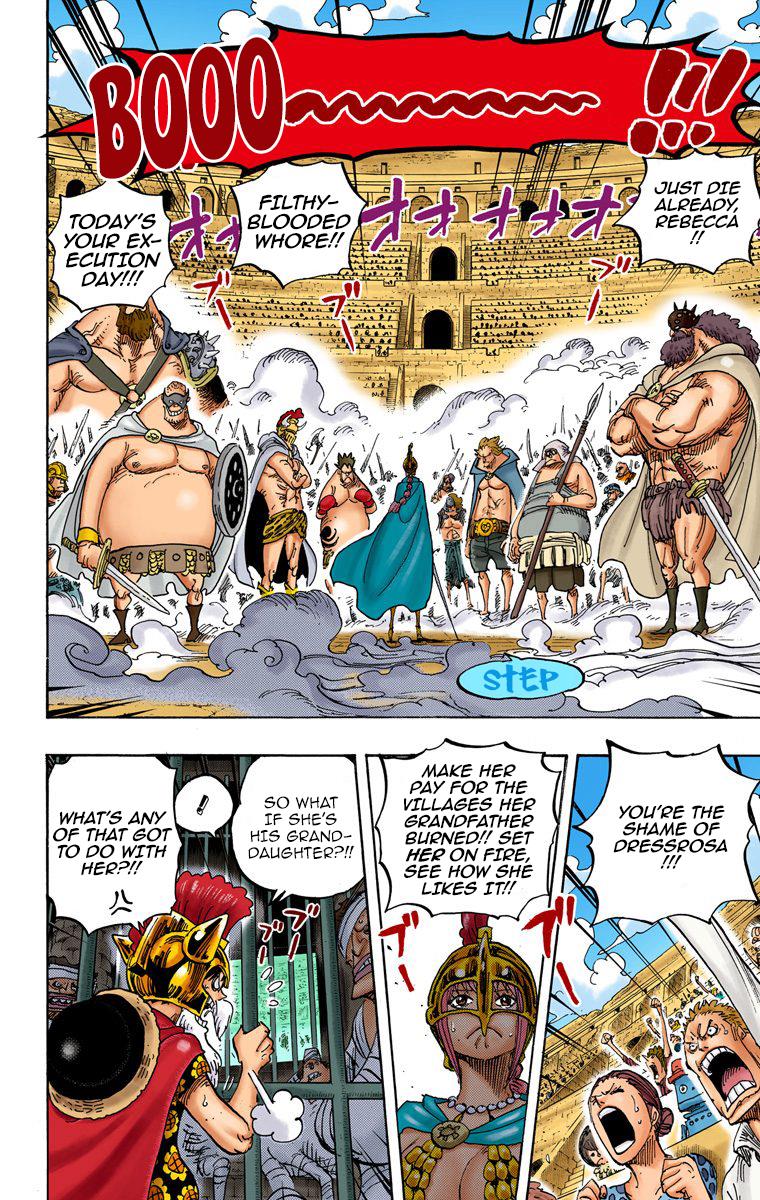 BOOO~~~~ !!!
!!!
JUST DIE
ALREADY,
REBECCA
!!
FILTHY-
BLOODED
WHORE!!
TODAY'S
YOUR EX-
ECUTION
DAY!!!
オオ オオオオ
ブー
ブー
ブー
STEP
YOU'RE THE
SHAME OF
DRESSROSA
!!!
ブー
MAKE HER
PAY FOR THE
VILLAGES HER
GRANDFATHER
BURNED!! SET
HER ON FIRE,
SEE HOW SHE
LIKES IT!!
ブー
SO WHAT
IF SHE'S
HIS GRAND-
DAUGHTER?!!
!
WHAT'S ANY
OF THAT GOT
TO DO WITH
HER?!!
ブー